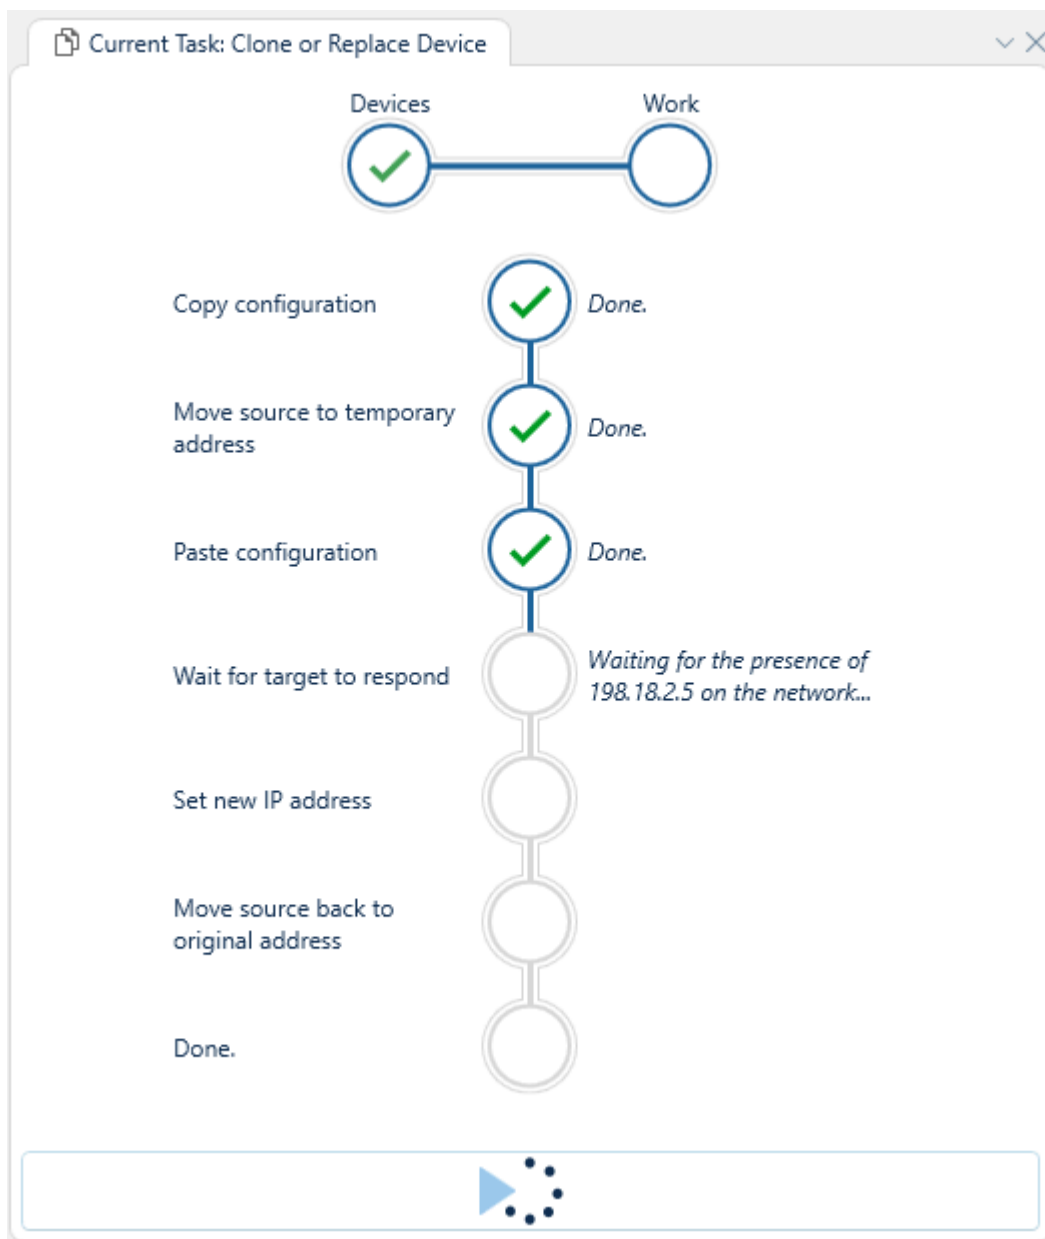 Current Task: Clone or Replace Device
Devices
Work
Copy configuration
Done.
Move source to temporary
address
Done.
Paste configuration
Done.
Wait for target to respond
Waiting for the presence of
198.18.2.5 on the network...
Set new IP address
Move source back to
original address
Done.